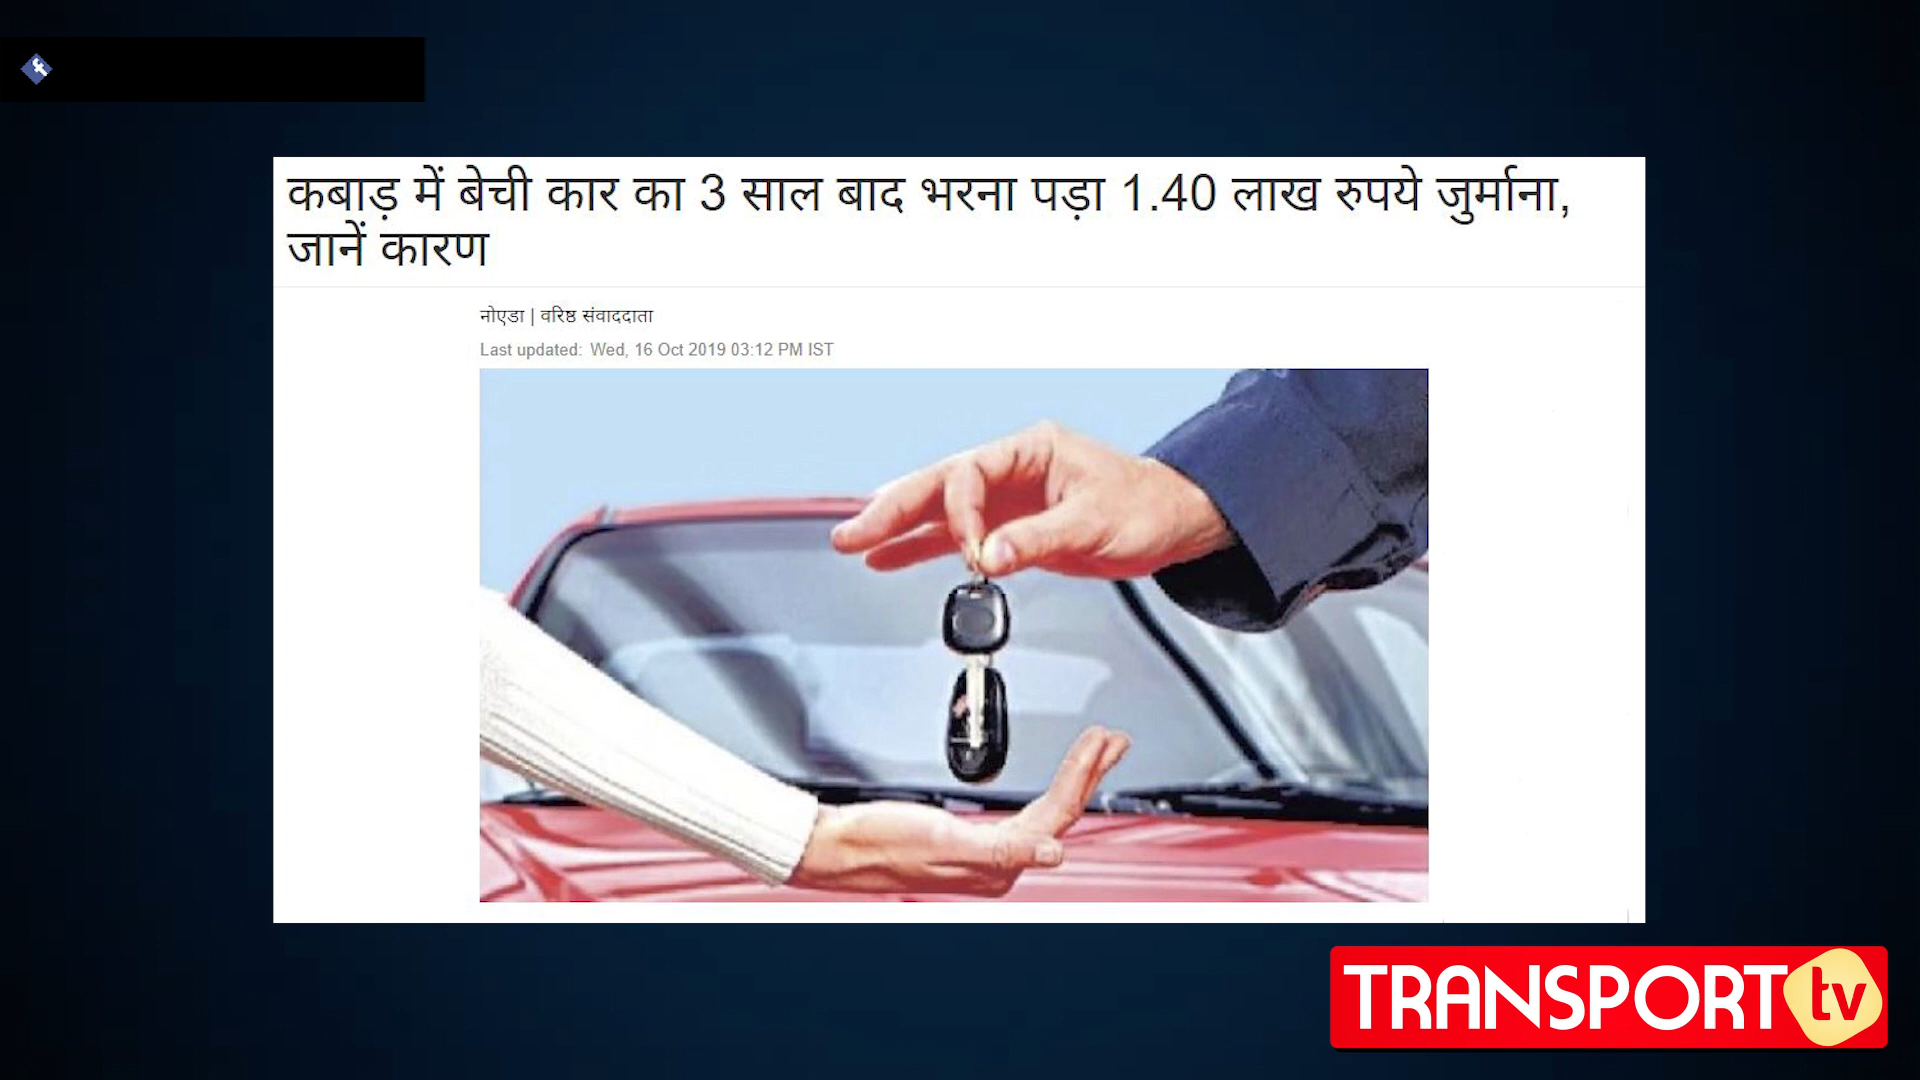 कबाड़ में बेची कार का 3 साल बाद भरना पड़ा 1.40 लाख रुपये जुर्माना,
जानें कारण
नोएडा | वरिष्ठ संवाददाता
Last updated: Wed, 16 Oct 2019 03:12 PM IST
TRANSPORT tv